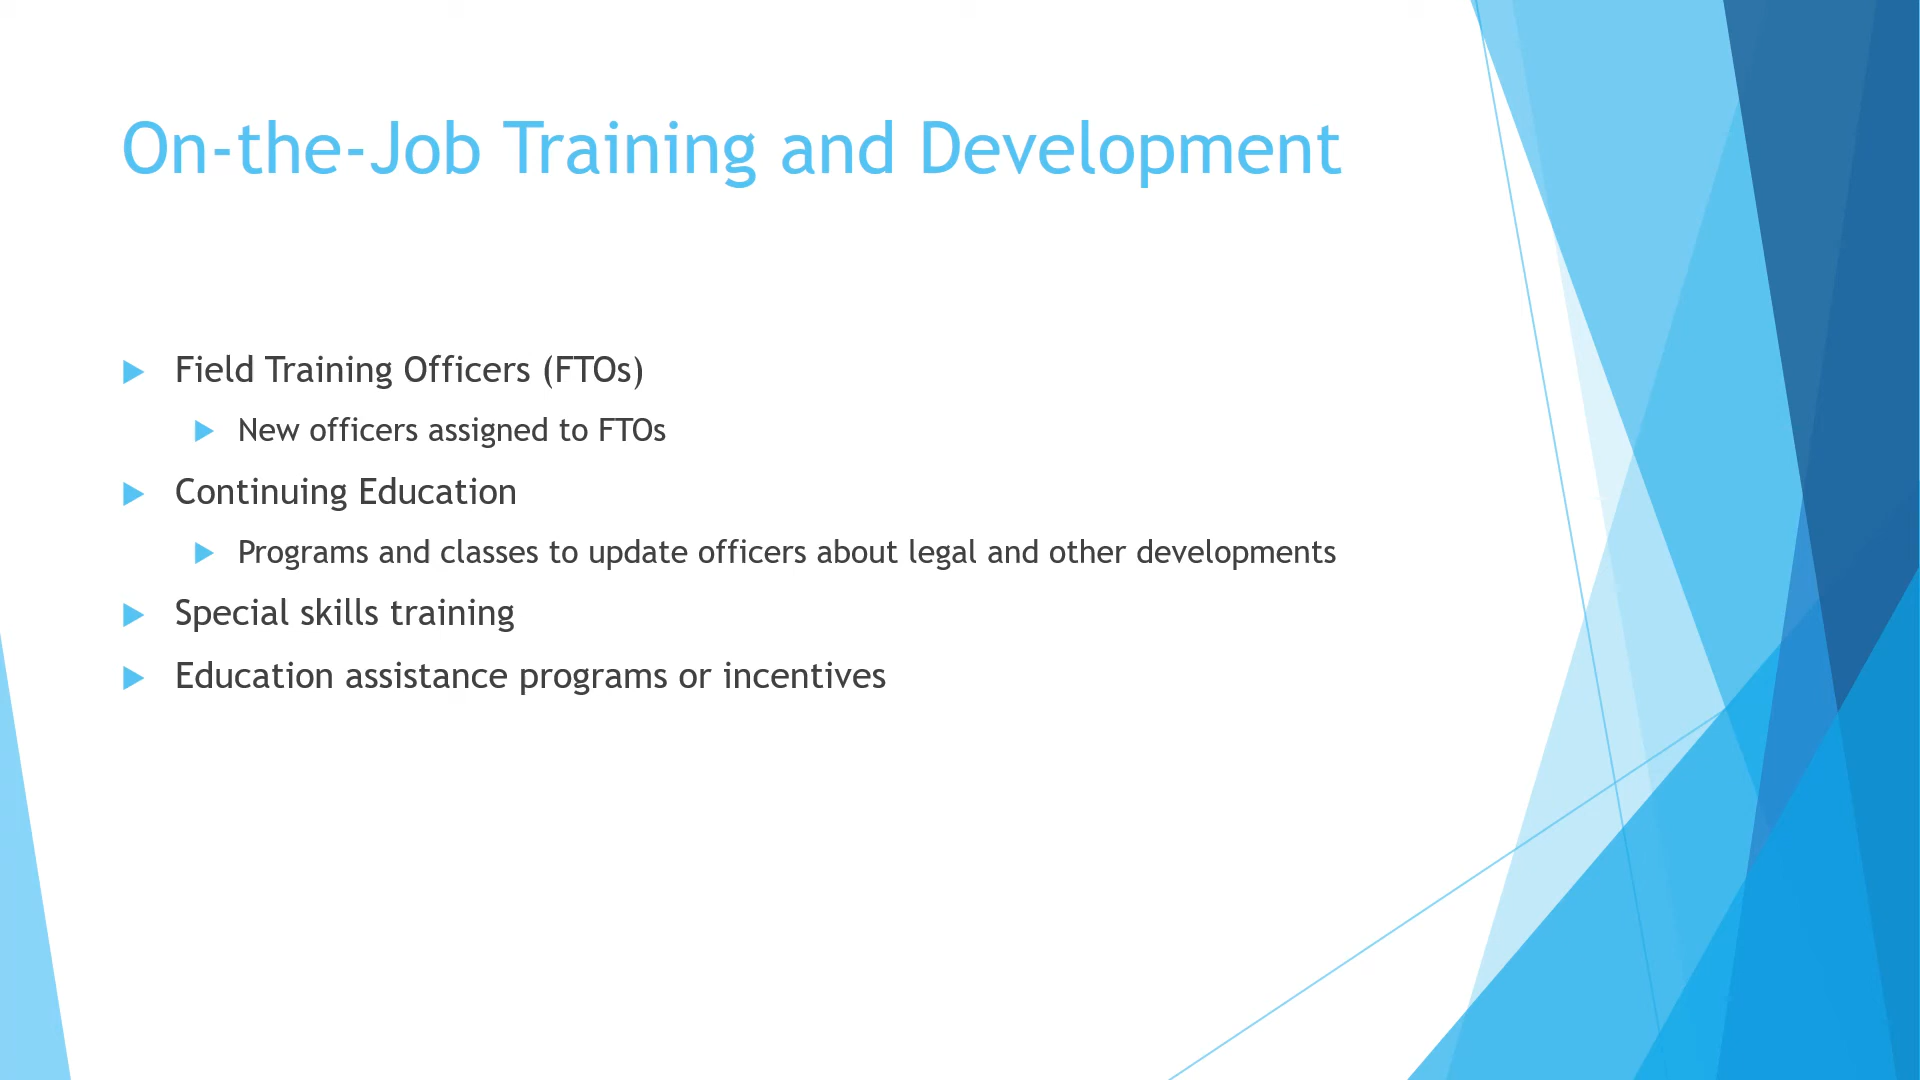 On-the-Job Training and Development
Field Training Officers (FTOs)
New officers assigned to FTOs
Continuing Education
Programs and classes to update officers about legal and other developments
Special skills training
Education assistance programs or incentives